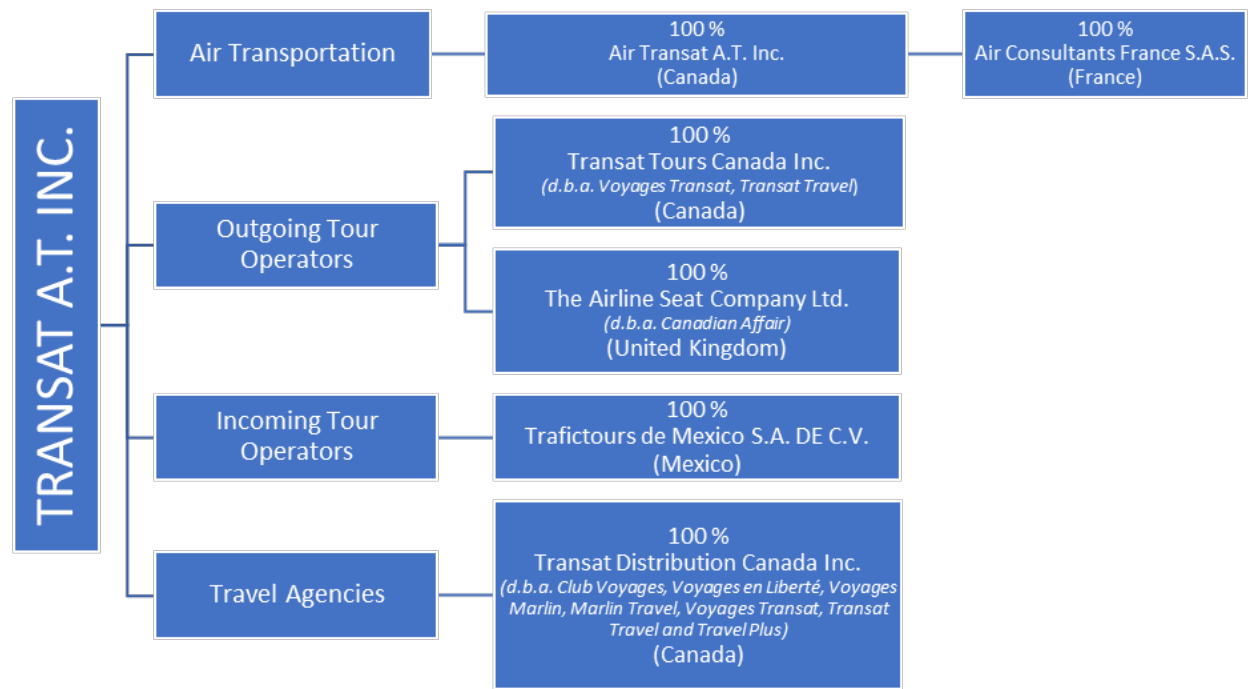 TRANSAT A.T. INC.
Air Transportation
100 %
Air Transat A.T. Inc.
(Canada)
100 %
Air Consultants France S.A.S.
(France)
Outgoing Tour
Operators
100 %
Transat Tours Canada Inc.
(d.b.a. Voyages Transat, Transat Travel)
(Canada)
100 %
The Airline Seat Company Ltd.
(d.b.a. Canadian Affair)
(United Kingdom)
Incoming Tour
Operators
100 %
Trafictours de Mexico S.A. DE C.V.
(Mexico)
Travel Agencies
100 %
Transat Distribution Canada Inc.
(d.b.a. Club Voyages, Voyages en Liberté, Voyages
Marlin, Marlin Travel, Voyages Transat, Transat
Travel and Travel Plus)
(Canada)